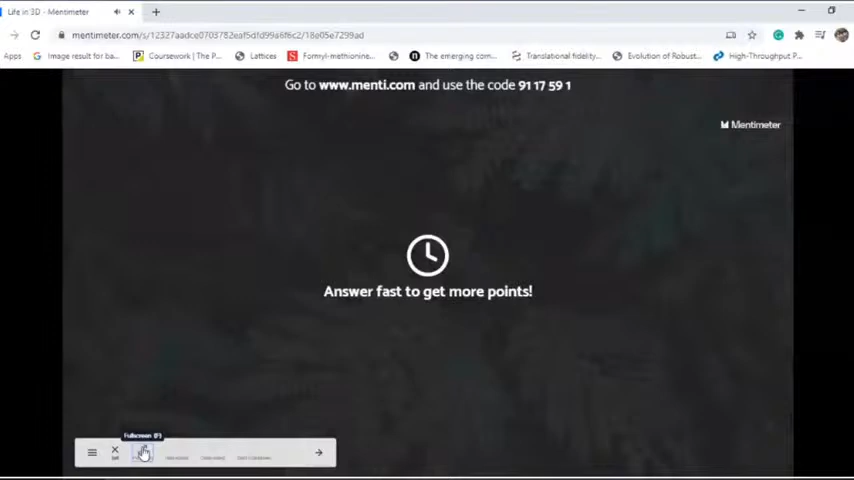 Life in 3D - Mentimeter
mentimeter.com/s/12327aadce0703782eaf5dfd99a6f6c2/18e05e7299ad
Apps Image result for ba... Coursework | The P... Lattices Formyl-methionine... The emerging com... Translational fidelity... Evolution of Robust... High-Throughput P...
Go to www.menti.com and use the code 91 17 59 1
Mentimeter
Answer fast to get more points!
Fullscreen (F)